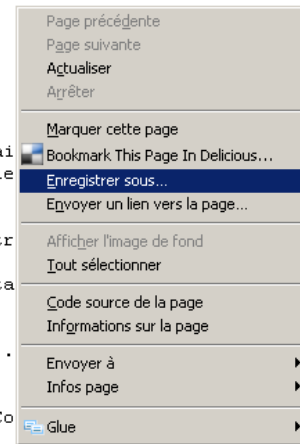 Page précédente
Page suivante
Actualiser
Arrêter
Marquer cette page
Bookmark This Page In Delicious...
Enregistrer sous...
Envoyer un lien vers la page...
Afficher l'image de fond
Tout sélectionner
Code source de la page
Informations sur la page
Envoyer à
Infos page
Glue